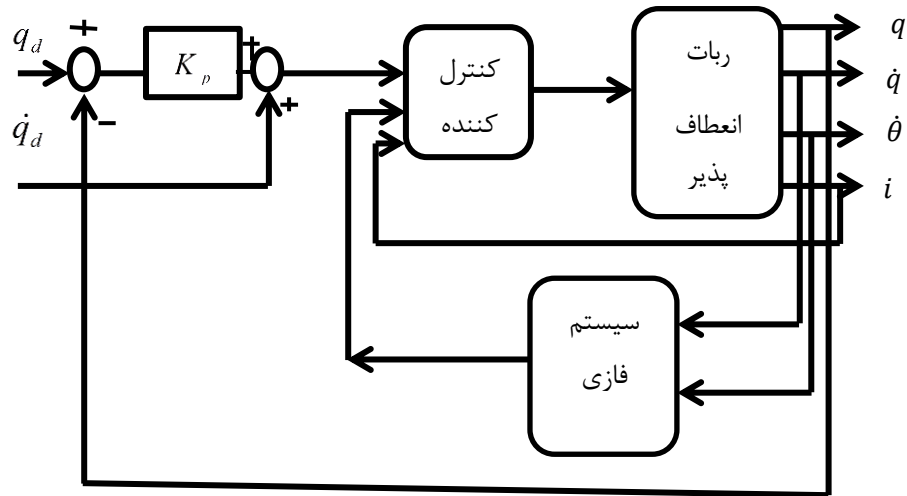 q_d
q̇_d
+
−
K_p
+
+
کنترل
کننده
ربات
انعطاف
پذیر
q
q̇
θ̇
i
سیستم
فازی